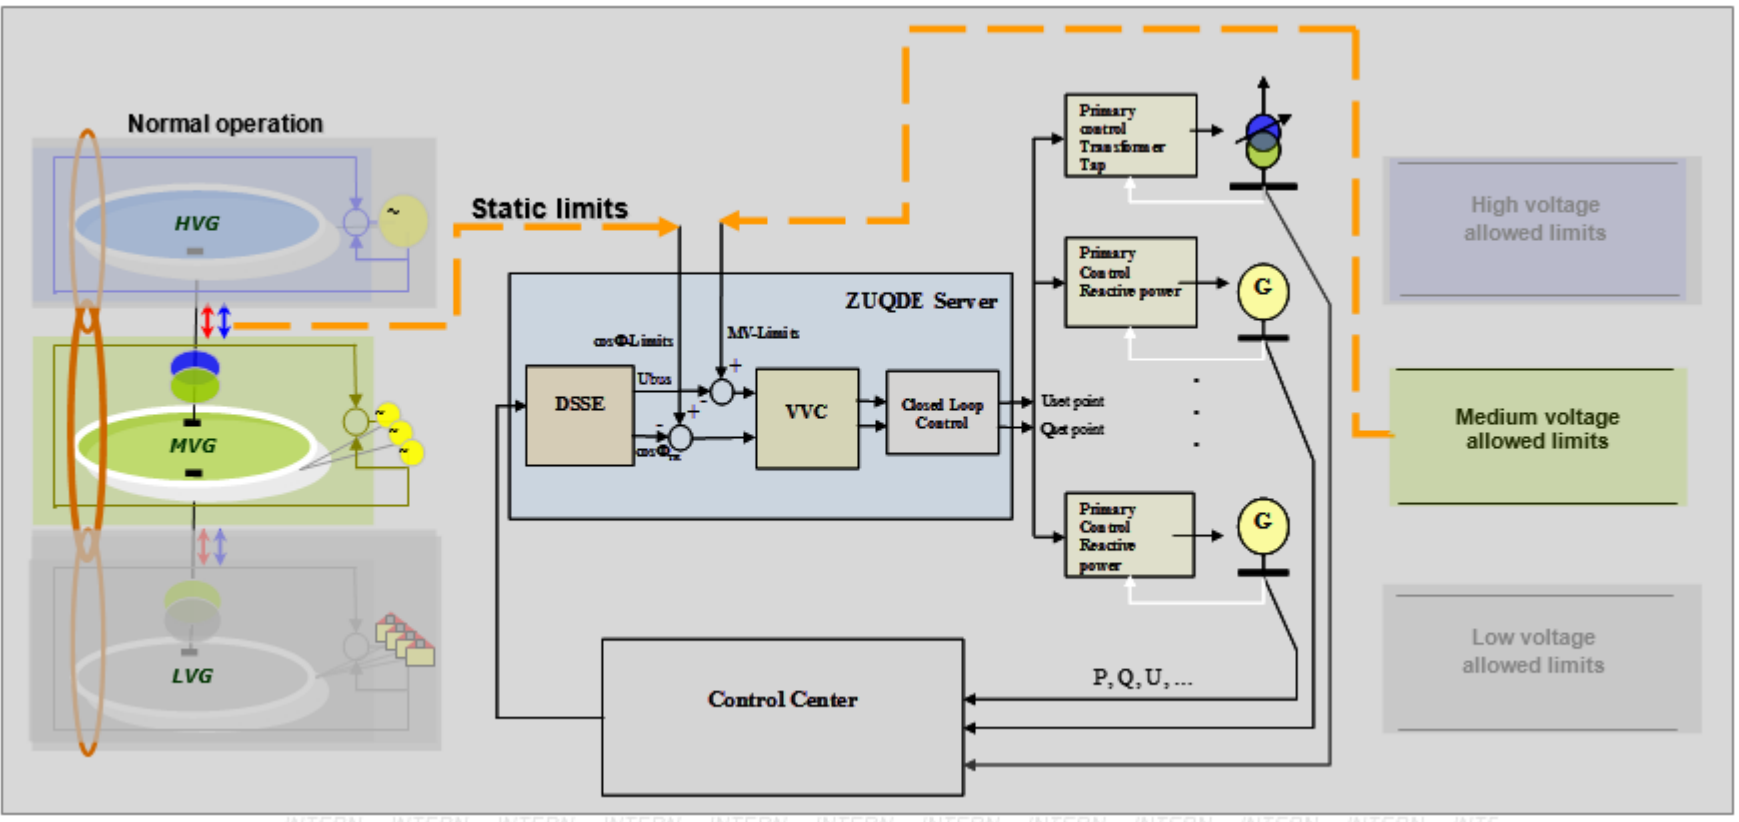 Normal operation
HVG
MVG
LVG
~
~
~
~
Static limits
ZUQDE Server
cosΦ-Limits
MV-Limits
DSSE
Ubus
+
-
+
-
VVC
Closed Loop
Control
Uset point
Qset point
Primary
control
Transformer
Tap
Primary
Control
Reactive power
G
Primary
Control
Reactive
power
G
Control Center
P, Q, U, ...
High voltage
allowed limits
Medium voltage
allowed limits
Low voltage
allowed limits